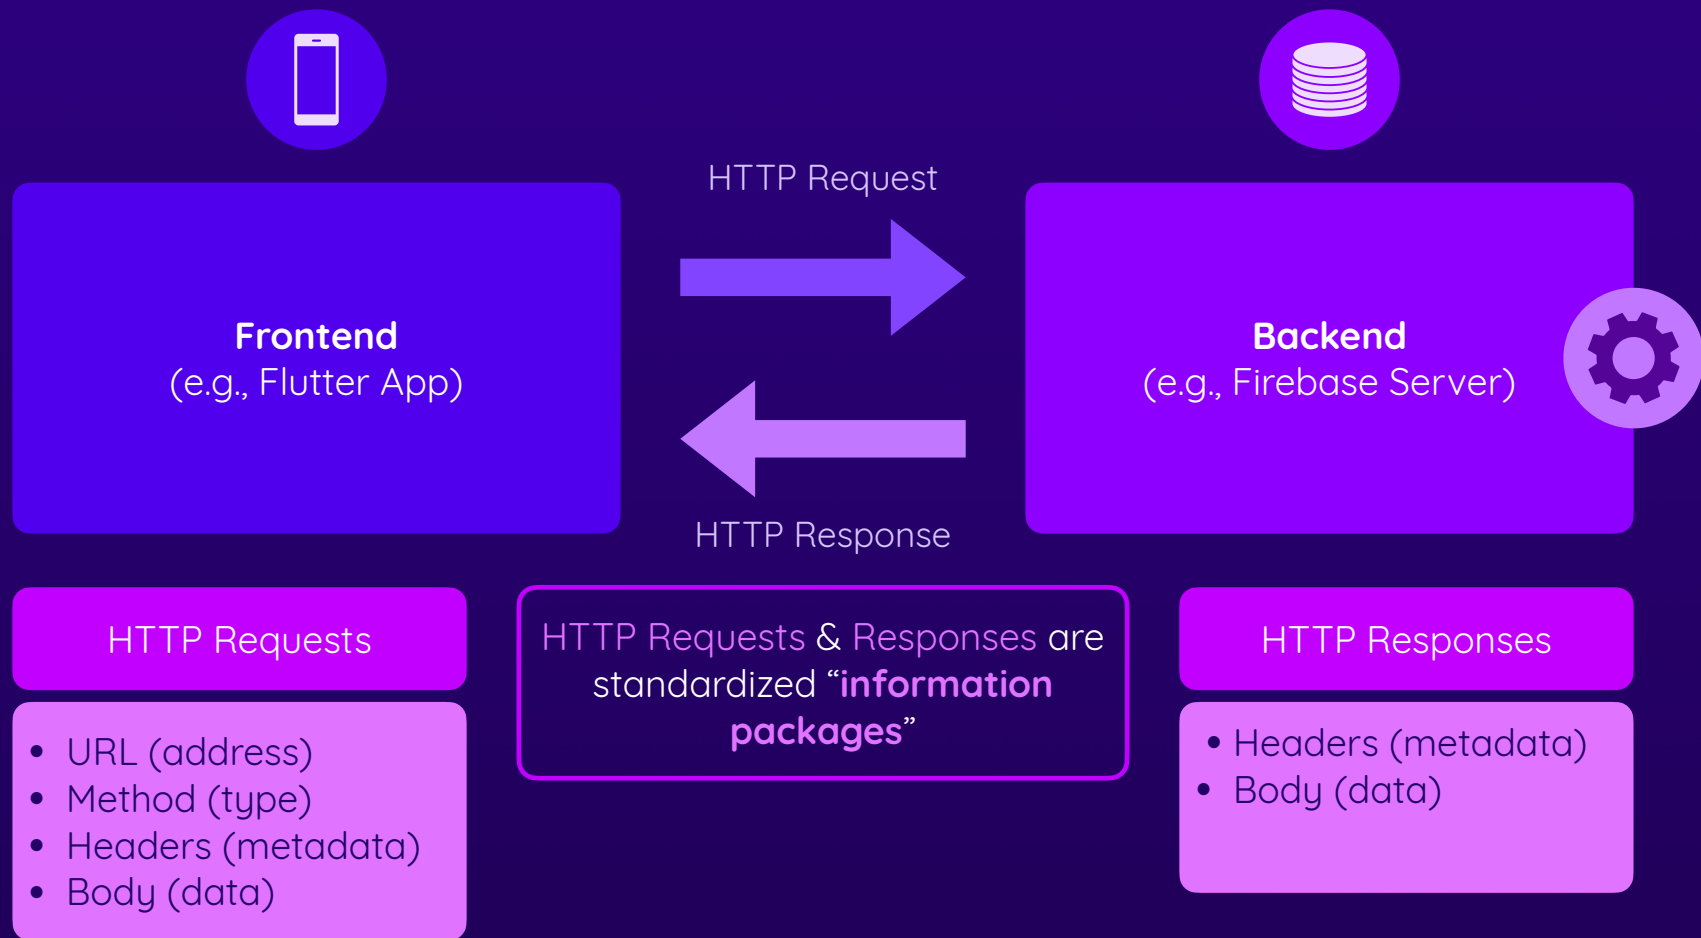 HTTP Request
Frontend
(e.g., Flutter App)
Backend
(e.g., Firebase Server)
HTTP Response
HTTP Requests
• URL (address)
• Method (type)
• Headers (metadata)
• Body (data)
HTTP Requests & Responses are
standardized “information
packages”
HTTP Responses
• Headers (metadata)
• Body (data)